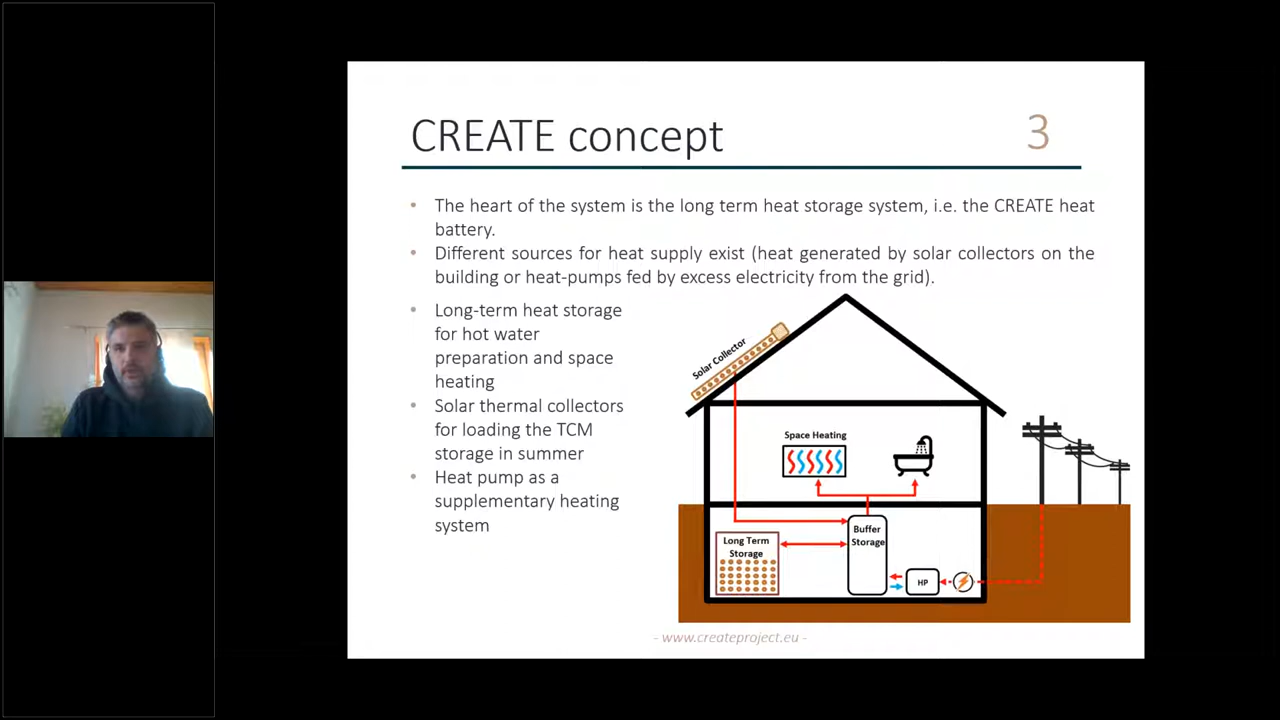 CREATE concept
3
• The heart of the system is the long term heat storage system, i.e. the CREATE heat
battery.
• Different sources for heat supply exist (heat generated by solar collectors on the
building or heat-pumps fed by excess electricity from the grid).
• Long-term heat storage
for hot water
preparation and space
heating
• Solar thermal collectors
for loading the TCM
storage in summer
• Heat pump as a
supplementary heating
system
Solar Collector
Space Heating
Buffer
Storage
Long Term
Storage
HP
- www.createproject.eu -